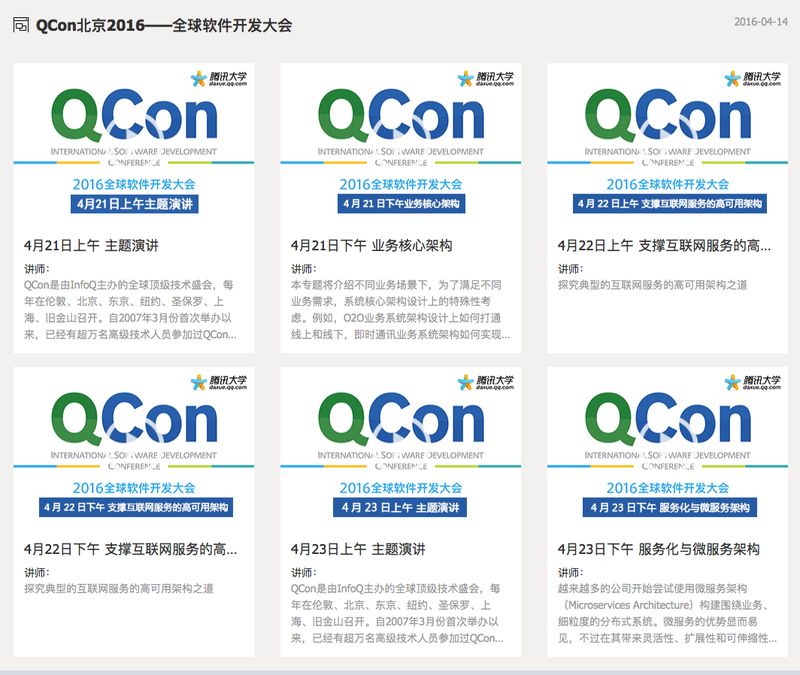 QCon北京2016——全球软件开发大会
2016-04-14
腾讯大学
daxue.qq.com
QCon
INTERNATIONAL SOFTWARE DEVELOPMENT
CONFERENCE
2016全球软件开发大会
4月21日上午主题演讲
4月21日上午 主题演讲
讲师：
QCon是由InfoQ主办的全球顶级技术盛会，每
年在伦敦、北京、东京、纽约、圣保罗、上
海、旧金山召开。自2007年3月份首次举办以
来，已经有超万名高级技术人员参加过QCon...
腾讯大学
daxue.qq.com
QCon
INTERNATIONAL SOFTWARE DEVELOPMENT
CONFERENCE
2016全球软件开发大会
4 月 21 日下午业务核心架构
4月21日下午 业务核心架构
讲师：
本专题将介绍不同业务场景下，为了满足不同
业务需求，系统核心架构设计上的特殊性考
虑。例如，O2O业务系统架构设计上如何打通
线上和线下，即时通讯业务系统架构如何实现...
腾讯大学
daxue.qq.com
QCon
INTERNATIONAL SOFTWARE DEVELOPMENT
CONFERENCE
2016全球软件开发大会
4 月 22 日上午 支撑互联网服务的高可用架构
4月22日上午 支撑互联网服务的高...
讲师：
探究典型的互联网服务的高可用架构之道
腾讯大学
daxue.qq.com
QCon
INTERNATIONAL SOFTWARE DEVELOPMENT
CONFERENCE
2016全球软件开发大会
4 月 22 日下午 支撑互联网服务的高可用架构
4月22日下午 支撑互联网服务的高...
讲师：
探究典型的互联网服务的高可用架构之道
腾讯大学
daxue.qq.com
QCon
INTERNATIONAL SOFTWARE DEVELOPMENT
CONFERENCE
2016全球软件开发大会
4 月 23 日上午 主题演讲
4月23日上午 主题演讲
讲师：
QCon是由InfoQ主办的全球顶级技术盛会，每
年在伦敦、北京、东京、纽约、圣保罗、上
海、旧金山召开。自2007年3月份首次举办以
来，已经有超万名高级技术人员参加过QCon...
腾讯大学
daxue.qq.com
QCon
INTERNATIONAL SOFTWARE DEVELOPMENT
CONFERENCE
2016全球软件开发大会
4 月 23 日下午 服务化与微服务架构
4月23日下午 服务化与微服务架构
讲师：
越来越多的公司开始尝试使用微服务架构
（Microservices Architecture）构建围绕业务、
细粒度的分布式系统。微服务的优势显而易
见，不过在其带来灵活性、扩展性和可伸缩性...